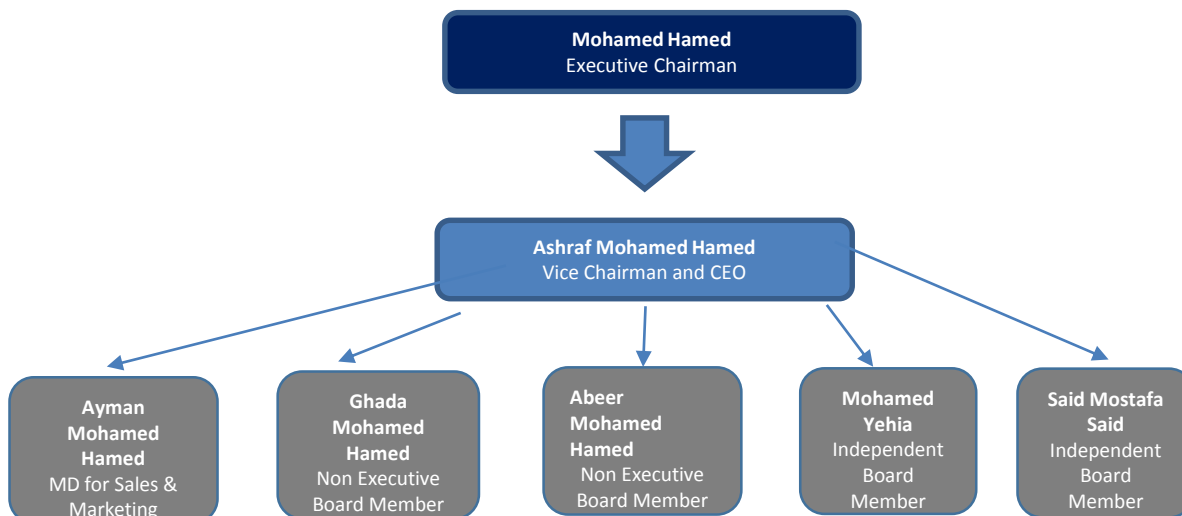 Mohamed Hamed
Executive Chairman
Ashraf Mohamed Hamed
Vice Chairman and CEO
Ayman
Mohamed
Hamed
MD for Sales &
Marketing
Ghada
Mohamed
Hamed
Non Executive
Board Member
Abeer
Mohamed
Hamed
Non Executive
Board Member
Mohamed
Yehia
Independent
Board
Member
Said Mostafa
Said
Independent
Board
Member